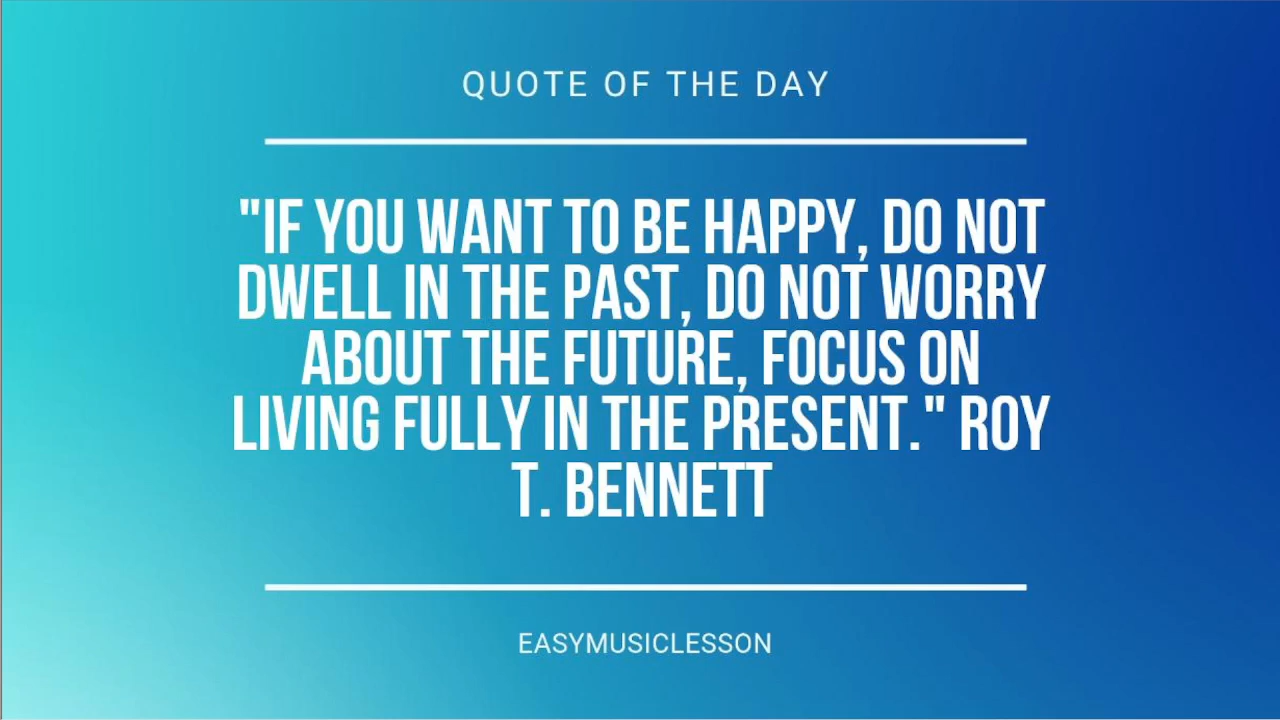 QUOTE OF THE DAY
"IF YOU WANT TO BE HAPPY, DO NOT
DWELL IN THE PAST, DO NOT WORRY
ABOUT THE FUTURE, FOCUS ON
LIVING FULLY IN THE PRESENT." ROY
T. BENNETT
EASYMUSICLESSON